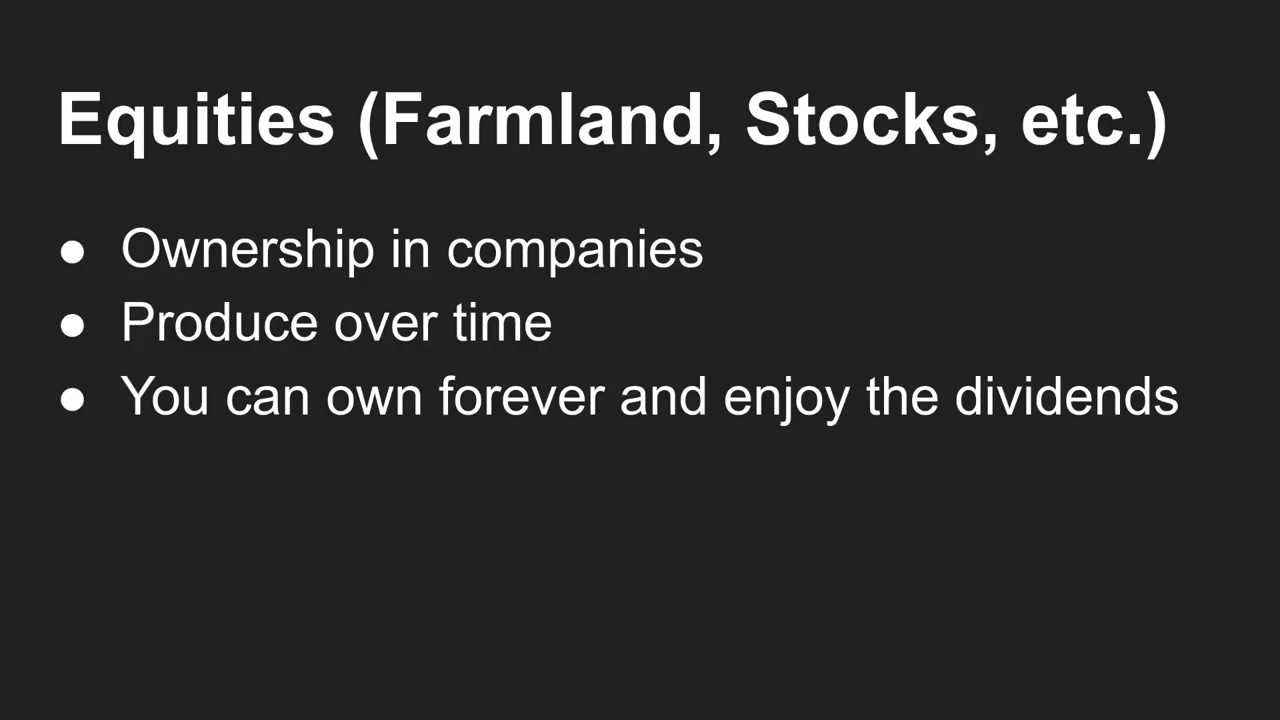 Equities (Farmland, Stocks, etc.)
● Ownership in companies
● Produce over time
● You can own forever and enjoy the dividends